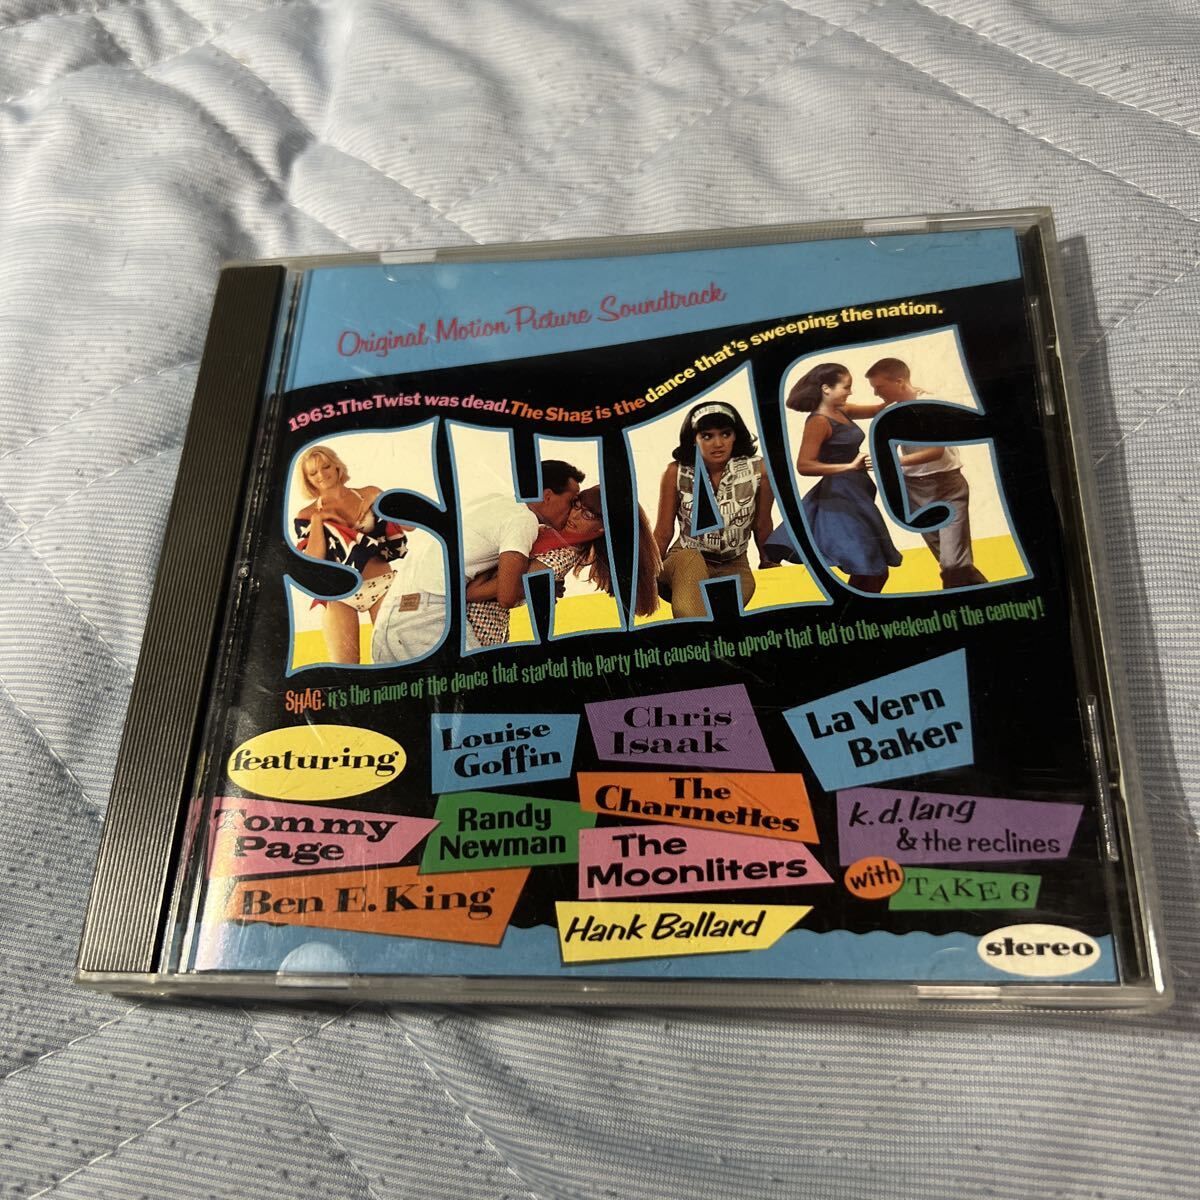 Original Motion Picture Soundtrack
1963. The Twist was dead. The Shag is the dance that's sweeping the nation.
SHAG
SHAG. it's the name of the dance that started the party that caused the uproar that led to the weekend of the century!
featuring
Louise
Goffin
Chris
Isaak
La Vern
Baker
Tommy
Page
Randy
Newman
The
Charmettes
k.d.lang
& the reclines
The
Moonliters
with TAKE 6
Ben E. King
Hank Ballard
stereo